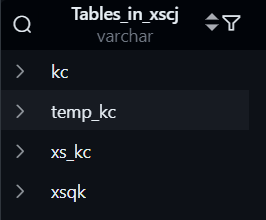 Tables_in_xscj
varchar
kc
temp_kc
xs_kc
xsqk